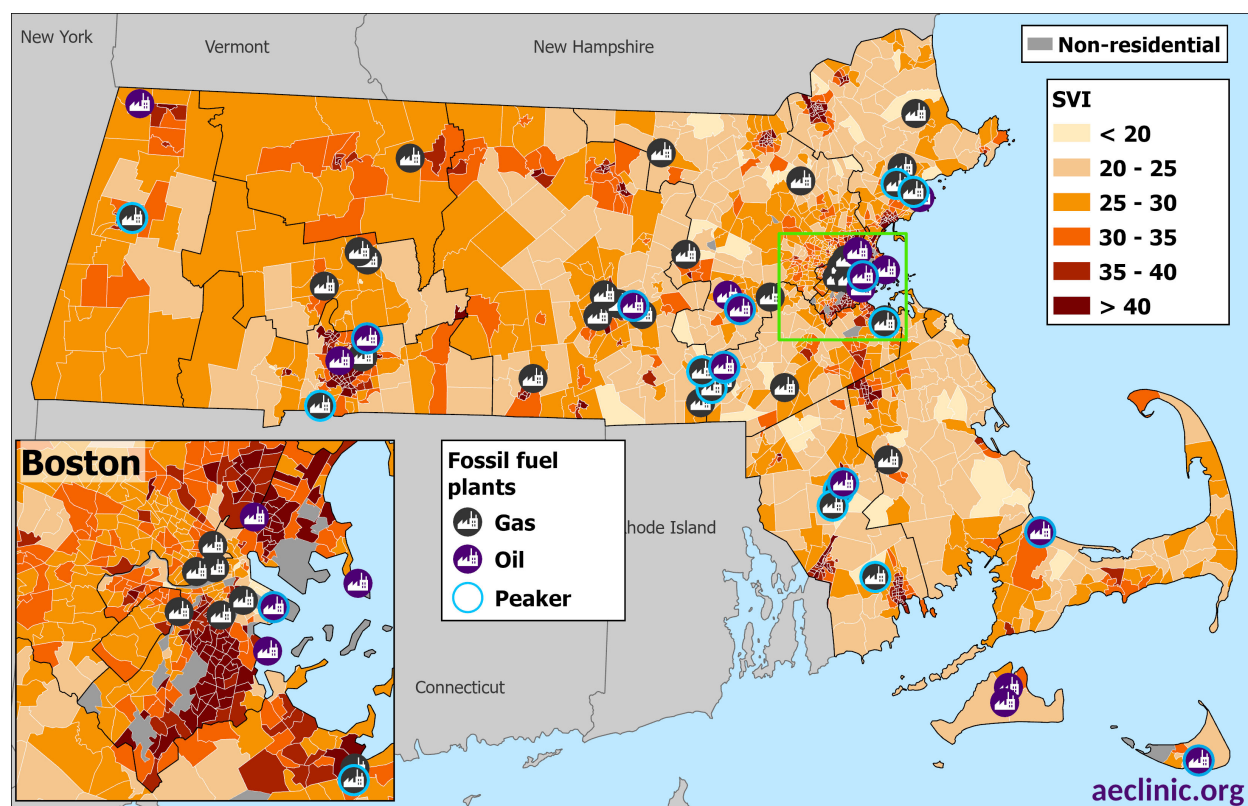 New York
Vermont
New Hampshire
Non-residential
SVI
< 20
20 - 25
25 - 30
30 - 35
35 - 40
> 40
Boston
Fossil fuel
plants
Gas
Oil
Peaker
Rhode Island
Connecticut
aeclinic.org